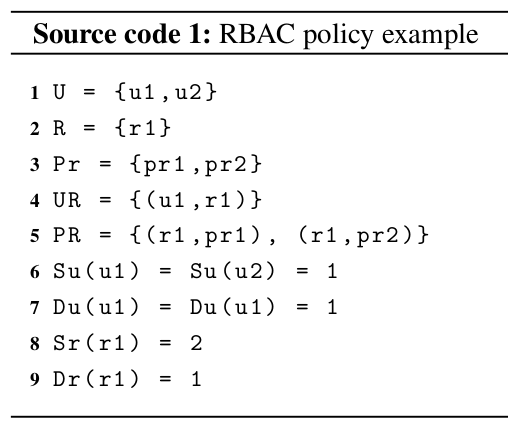 Source code 1: RBAC policy example
1 U = {u1,u2}
2 R = {r1}
3 Pr = {pr1,pr2}
4 UR = {(u1,r1)}
5 PR = {(r1,pr1), (r1,pr2)}
6 Su(u1) = Su(u2) = 1
7 Du(u1) = Du(u1) = 1
8 Sr(r1) = 2
9 Dr(r1) = 1